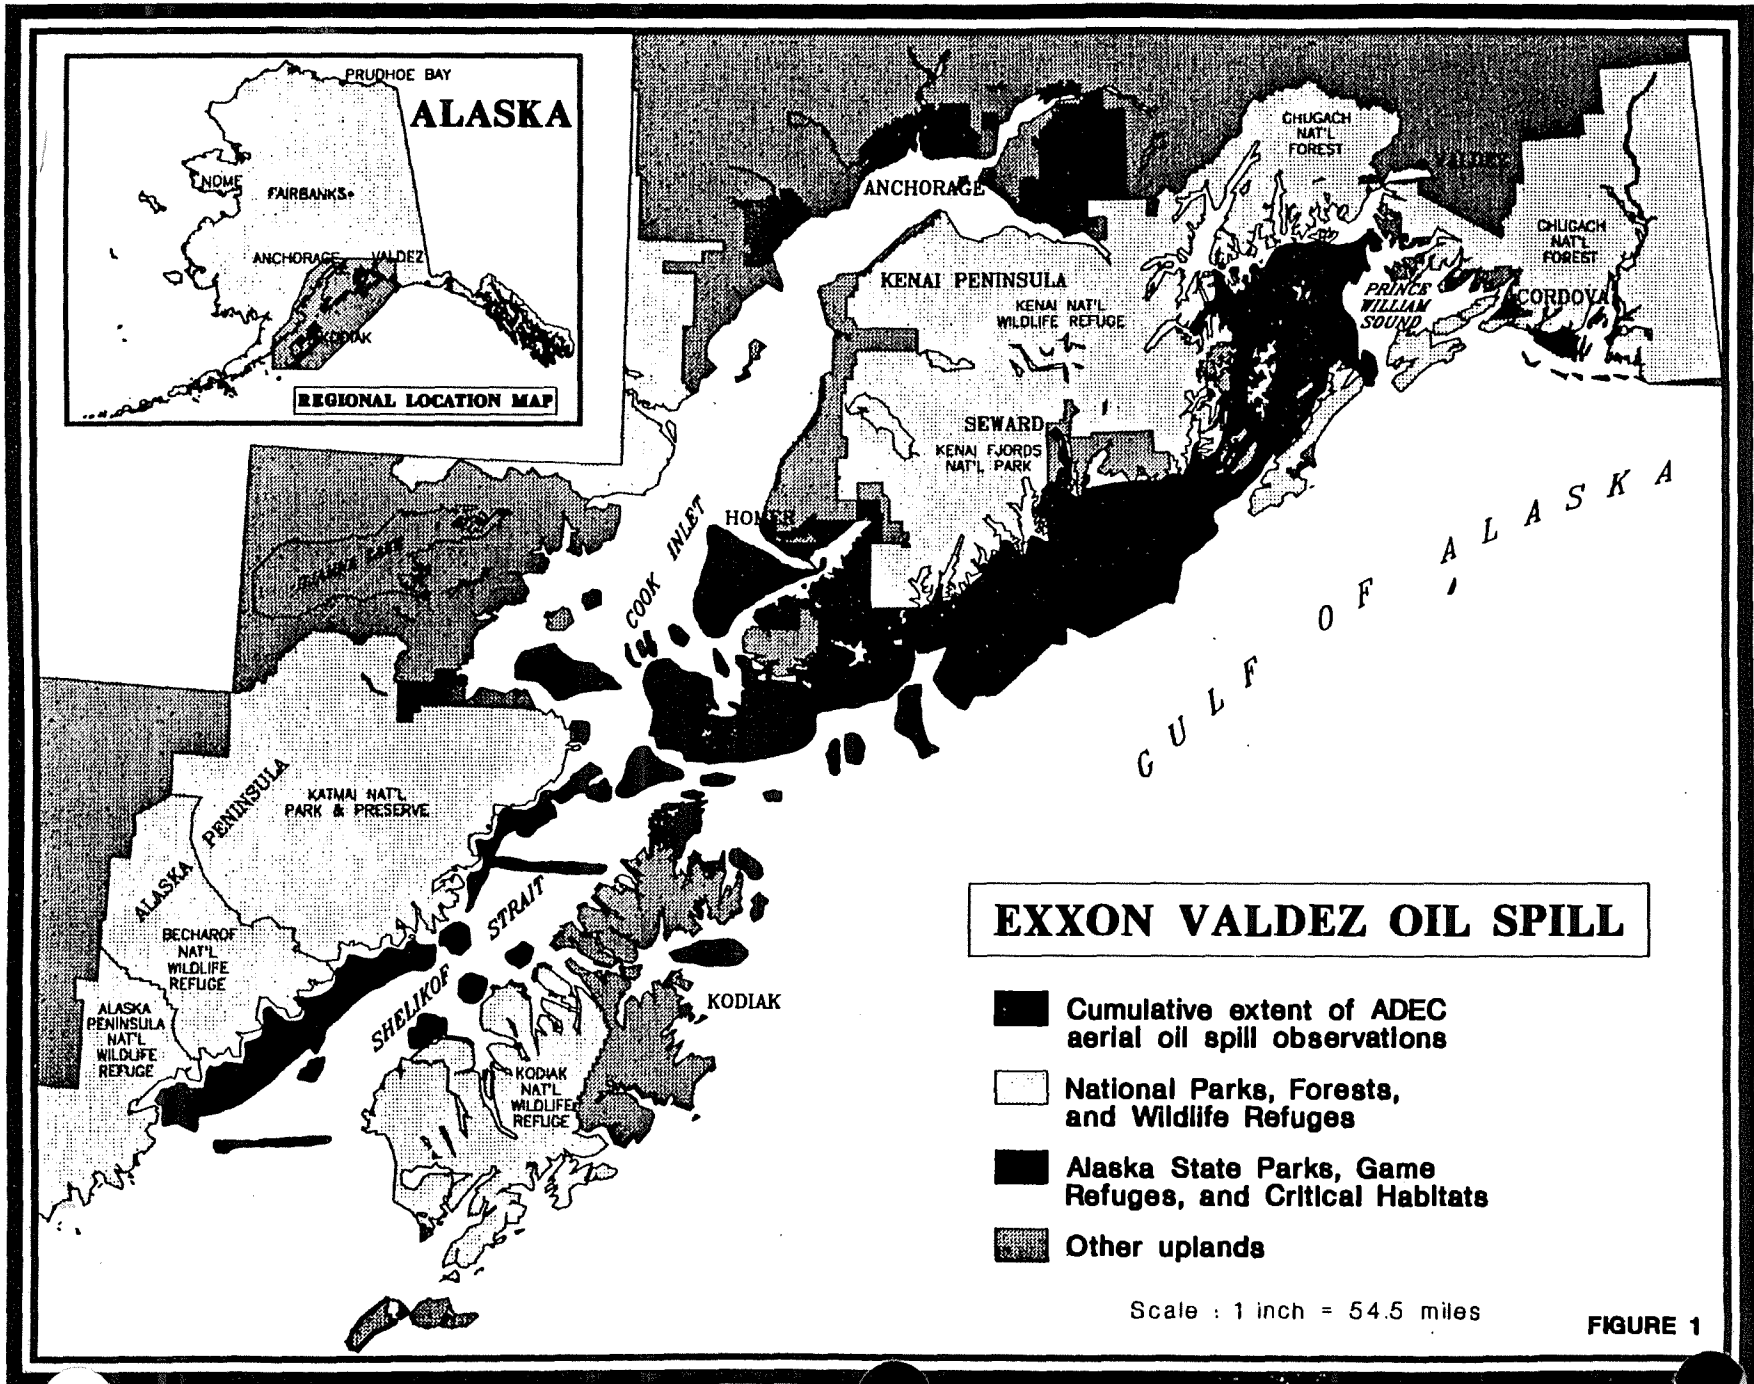 PRUDHOE BAY
ALASKA
NOME
FAIRBANKS
ANCHORAGE
VALDEZ
KODIAK
REGIONAL LOCATION MAP
CHUGACH
NAT'L
FOREST
VALDEZ
ANCHORAGE
CHUGACH
NAT'L
FOREST
KENAI PENINSULA
KENAI NAT'L
WILDLIFE REFUGE
PRINCE
WILLIAM
SOUND
CORDOVA
SEWARD
KENAI FJORDS
NAT'L PARK
HOMER
COOK INLET
ILIAMNA LAKE
GULF OF ALASKA
KATMAI NAT'L
PARK & PRESERVE
ALASKA PENINSULA
BECHAROF
NAT'L
WILDLIFE
REFUGE
ALASKA
PENINSULA
NAT'L
WILDLIFE
REFUGE
SHELIKOF STRAIT
KODIAK
KODIAK
NAT'L
WILDLIFE
REFUGE
EXXON VALDEZ OIL SPILL
Cumulative extent of ADEC
aerial oil spill observations
National Parks, Forests,
and Wildlife Refuges
Alaska State Parks, Game
Refuges, and Critical Habitats
Other uplands
Scale : 1 inch = 54.5 miles
FIGURE 1